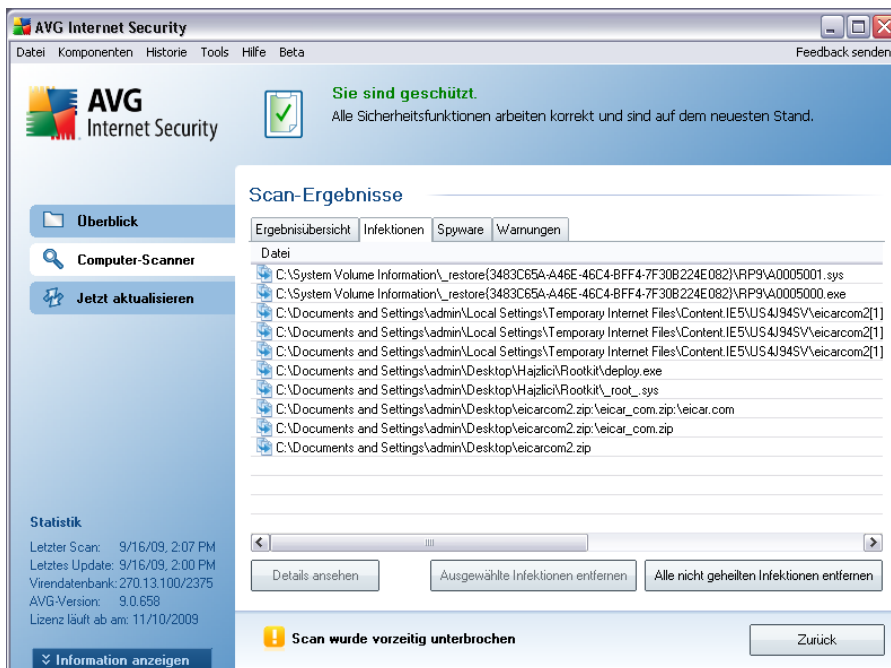 AVG Internet Security
Datei Komponenten Historie Tools Hilfe Beta Feedback senden
AVG
Internet Security
Sie sind geschützt.
Alle Sicherheitsfunktionen arbeiten korrekt und sind auf dem neuesten Stand.
Überblick
Computer-Scanner
Jetzt aktualisieren
Scan-Ergebnisse
Ergebnisübersicht Infektionen Spyware Warnungen
Datei
C:\System Volume Information\_restore{3483C65A-A46E-46C4-BFF4-7F30B224E082}\RP9\A0005001.sys
C:\System Volume Information\_restore{3483C65A-A46E-46C4-BFF4-7F30B224E082}\RP9\A0005000.exe
C:\Documents and Settings\admin\Local Settings\Temporary Internet Files\Content.IE5\US4J94SV\eicarcom2[1]
C:\Documents and Settings\admin\Local Settings\Temporary Internet Files\Content.IE5\US4J94SV\eicarcom2[1]
C:\Documents and Settings\admin\Local Settings\Temporary Internet Files\Content.IE5\US4J94SV\eicarcom2[1]
C:\Documents and Settings\admin\Desktop\Hajzlici\Rootkit\deploy.exe
C:\Documents and Settings\admin\Desktop\Hajzlici\Rootkit\_root_.sys
C:\Documents and Settings\admin\Desktop\eicarcom2.zip:\eicar_com.zip:\eicar.com
C:\Documents and Settings\admin\Desktop\eicarcom2.zip:\eicar_com.zip
C:\Documents and Settings\admin\Desktop\eicarcom2.zip
Details ansehen Ausgewählte Infektionen entfernen Alle nicht geheilten Infektionen entfernen
Statistik
Letzter Scan: 9/16/09, 2:07 PM
Letztes Update: 9/16/09, 2:00 PM
Virendatenbank: 270.13.100/2375
AVG-Version: 9.0.658
Lizenz läuft ab am: 11/10/2009
Information anzeigen
Scan wurde vorzeitig unterbrochen
Zurück